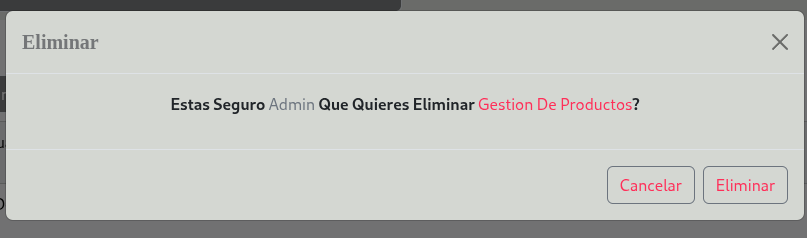 Eliminar
Estas Seguro Admin Que Quieres Eliminar Gestion De Productos?
Cancelar
Eliminar